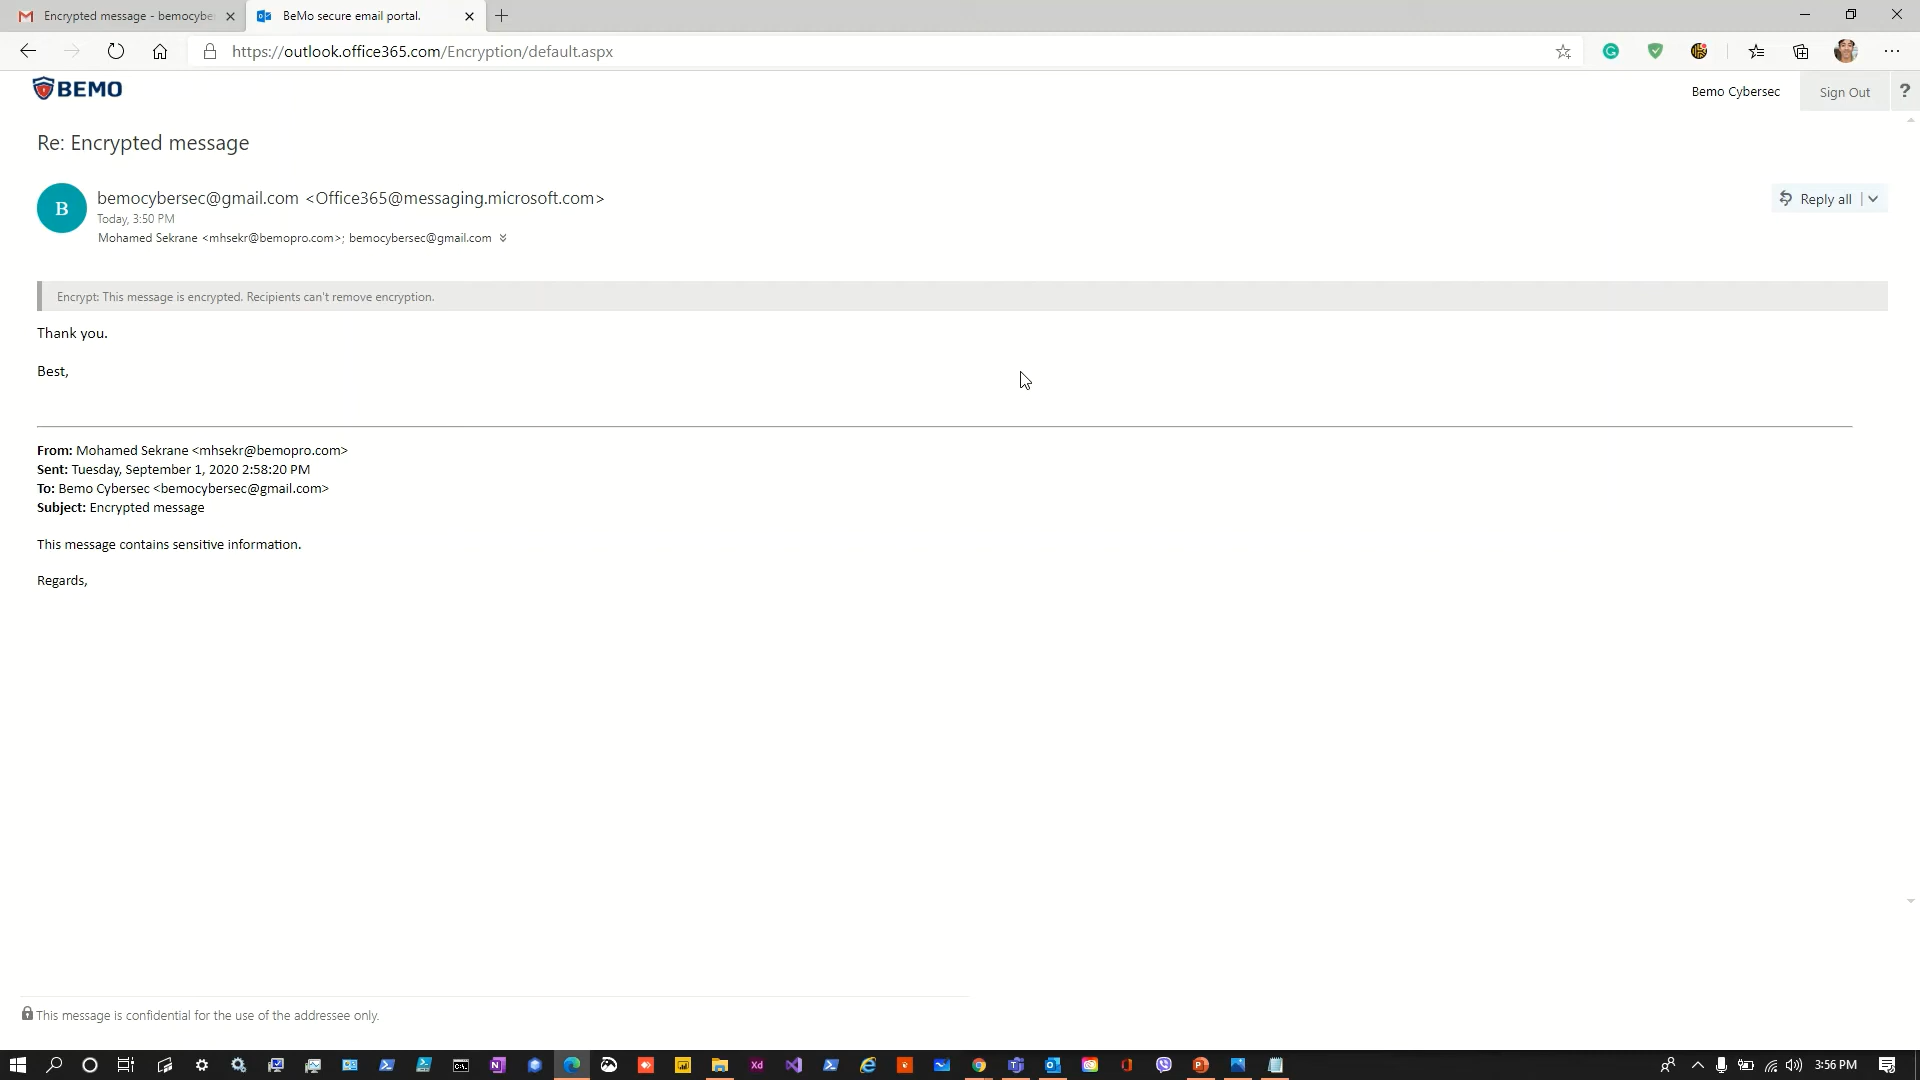 Encrypted message - bemocybe
BeMo secure email portal.
https://outlook.office365.com/Encryption/default.aspx
BEMO
Bemo Cybersec
Sign Out
?
Re: Encrypted message
B
bemocybersec@gmail.com <Office365@messaging.microsoft.com>
Reply all
Today, 3:50 PM
Mohamed Sekrane <mhsekr@bemopro.com>; bemocybersec@gmail.com
Encrypt: This message is encrypted. Recipients can't remove encryption.
Thank you.
Best,
From: Mohamed Sekrane <mhsekr@bemopro.com>
Sent: Tuesday, September 1, 2020 2:58:20 PM
To: Bemo Cybersec <bemocybersec@gmail.com>
Subject: Encrypted message
This message contains sensitive information.
Regards,
This message is confidential for the use of the addressee only.
3:56 PM